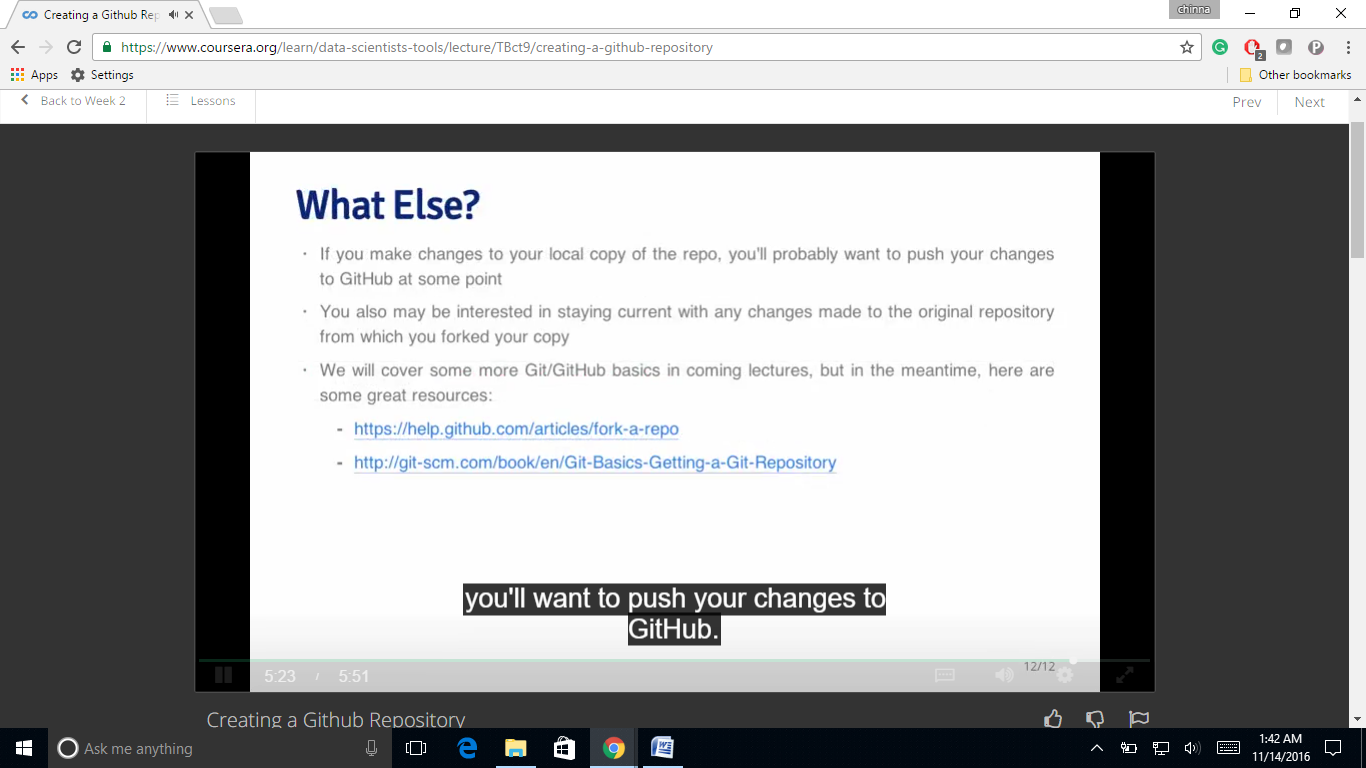 Creating a Github Rep
chinna
https://www.coursera.org/learn/data-scientists-tools/lecture/TBct9/creating-a-github-repository
2
Apps
Settings
Other bookmarks
Back to Week 2
Lessons
Prev
Next
What Else?
· If you make changes to your local copy of the repo, you'll probably want to push your changes
to GitHub at some point
· You also may be interested in staying current with any changes made to the original repository
from which you forked your copy
· We will cover some more Git/GitHub basics in coming lectures, but in the meantime, here are
some great resources:
- https://help.github.com/articles/fork-a-repo
- http://git-scm.com/book/en/Git-Basics-Getting-a-Git-Repository
you'll want to push your changes to
GitHub.
5:23 / 5:51
12/12
Creating a Github Repository
Ask me anything
1:42 AM
11/14/2016